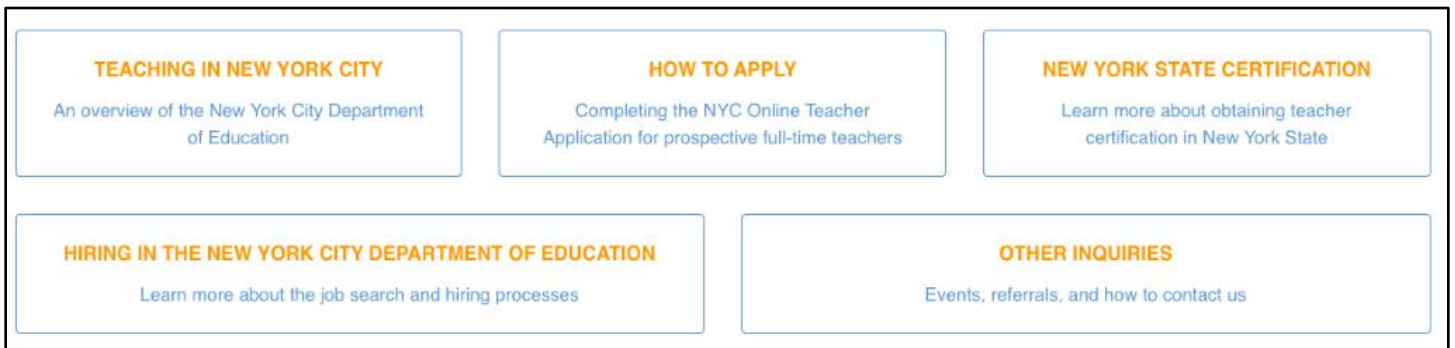 TEACHING IN NEW YORK CITY
An overview of the New York City Department
of Education
HOW TO APPLY
Completing the NYC Online Teacher
Application for prospective full-time teachers
NEW YORK STATE CERTIFICATION
Learn more about obtaining teacher
certification in New York State
HIRING IN THE NEW YORK CITY DEPARTMENT OF EDUCATION
Learn more about the job search and hiring processes
OTHER INQUIRIES
Events, referrals, and how to contact us